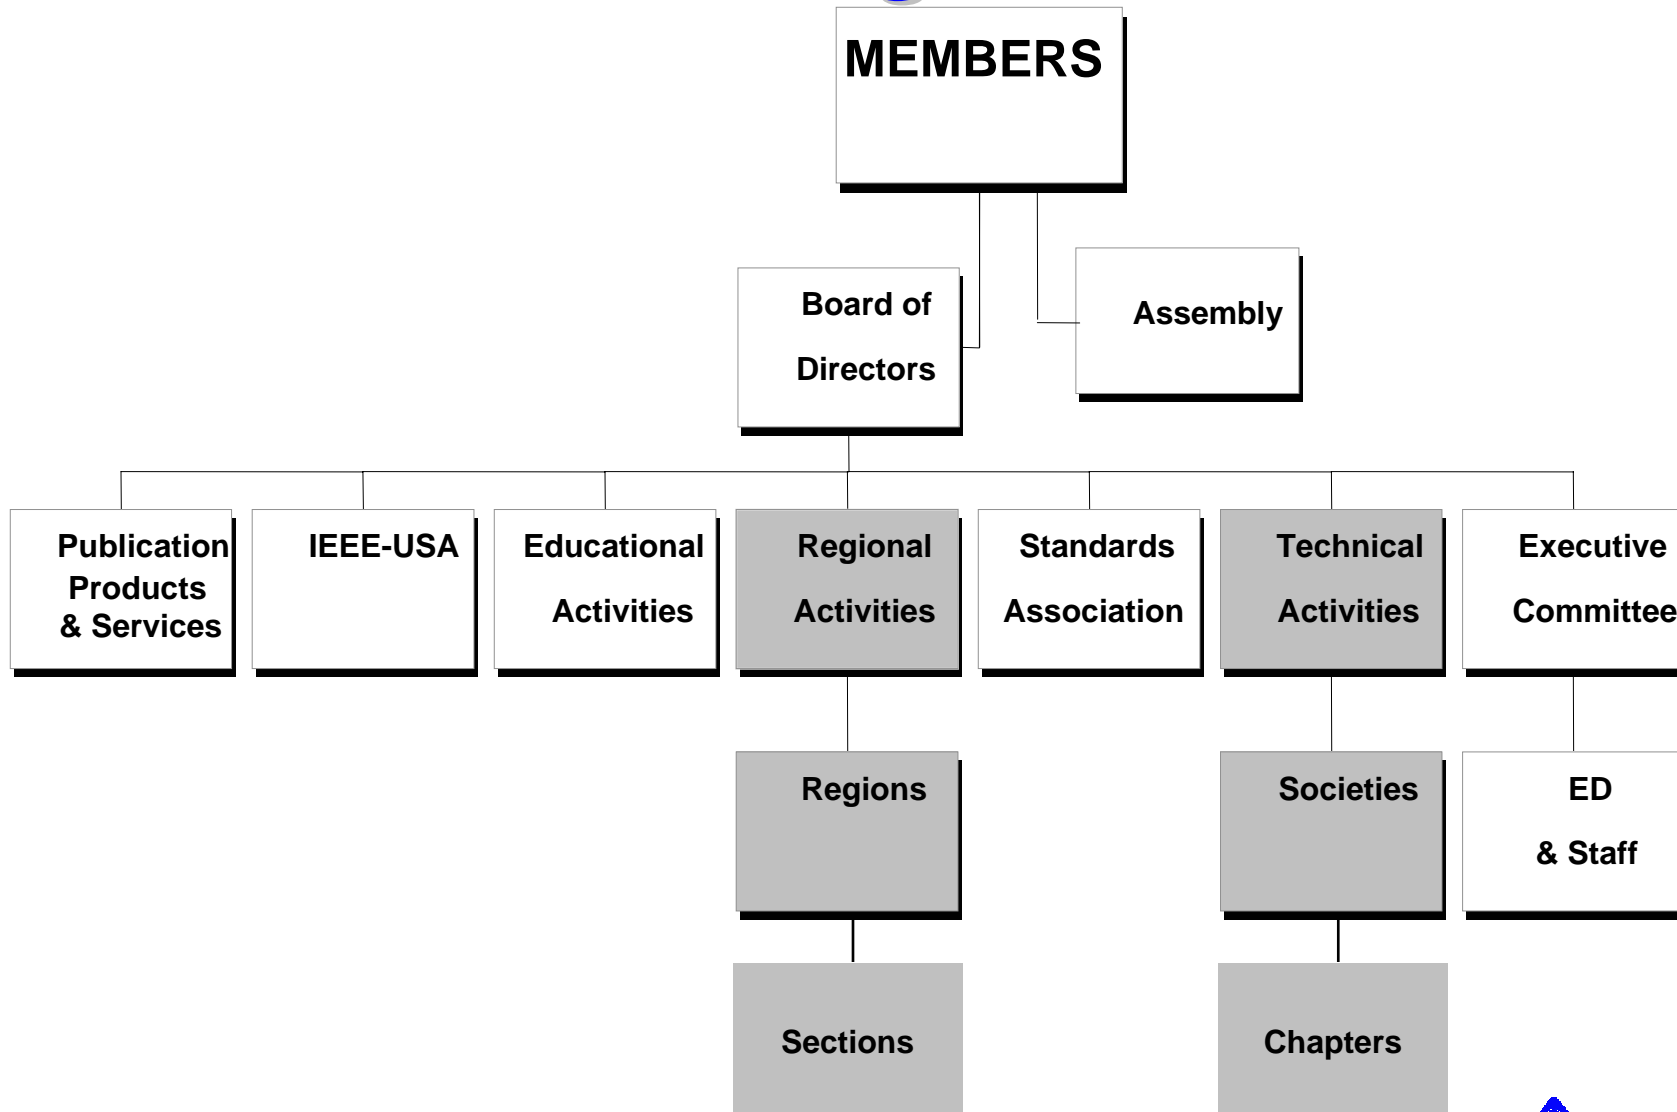 MEMBERS
Board of
Directors
Assembly
Publication
Products
& Services
IEEE-USA
Educational
Activities
Regional
Activities
Standards
Association
Technical
Activities
Executive
Committee
Regions
Societies
ED
& Staff
Sections
Chapters